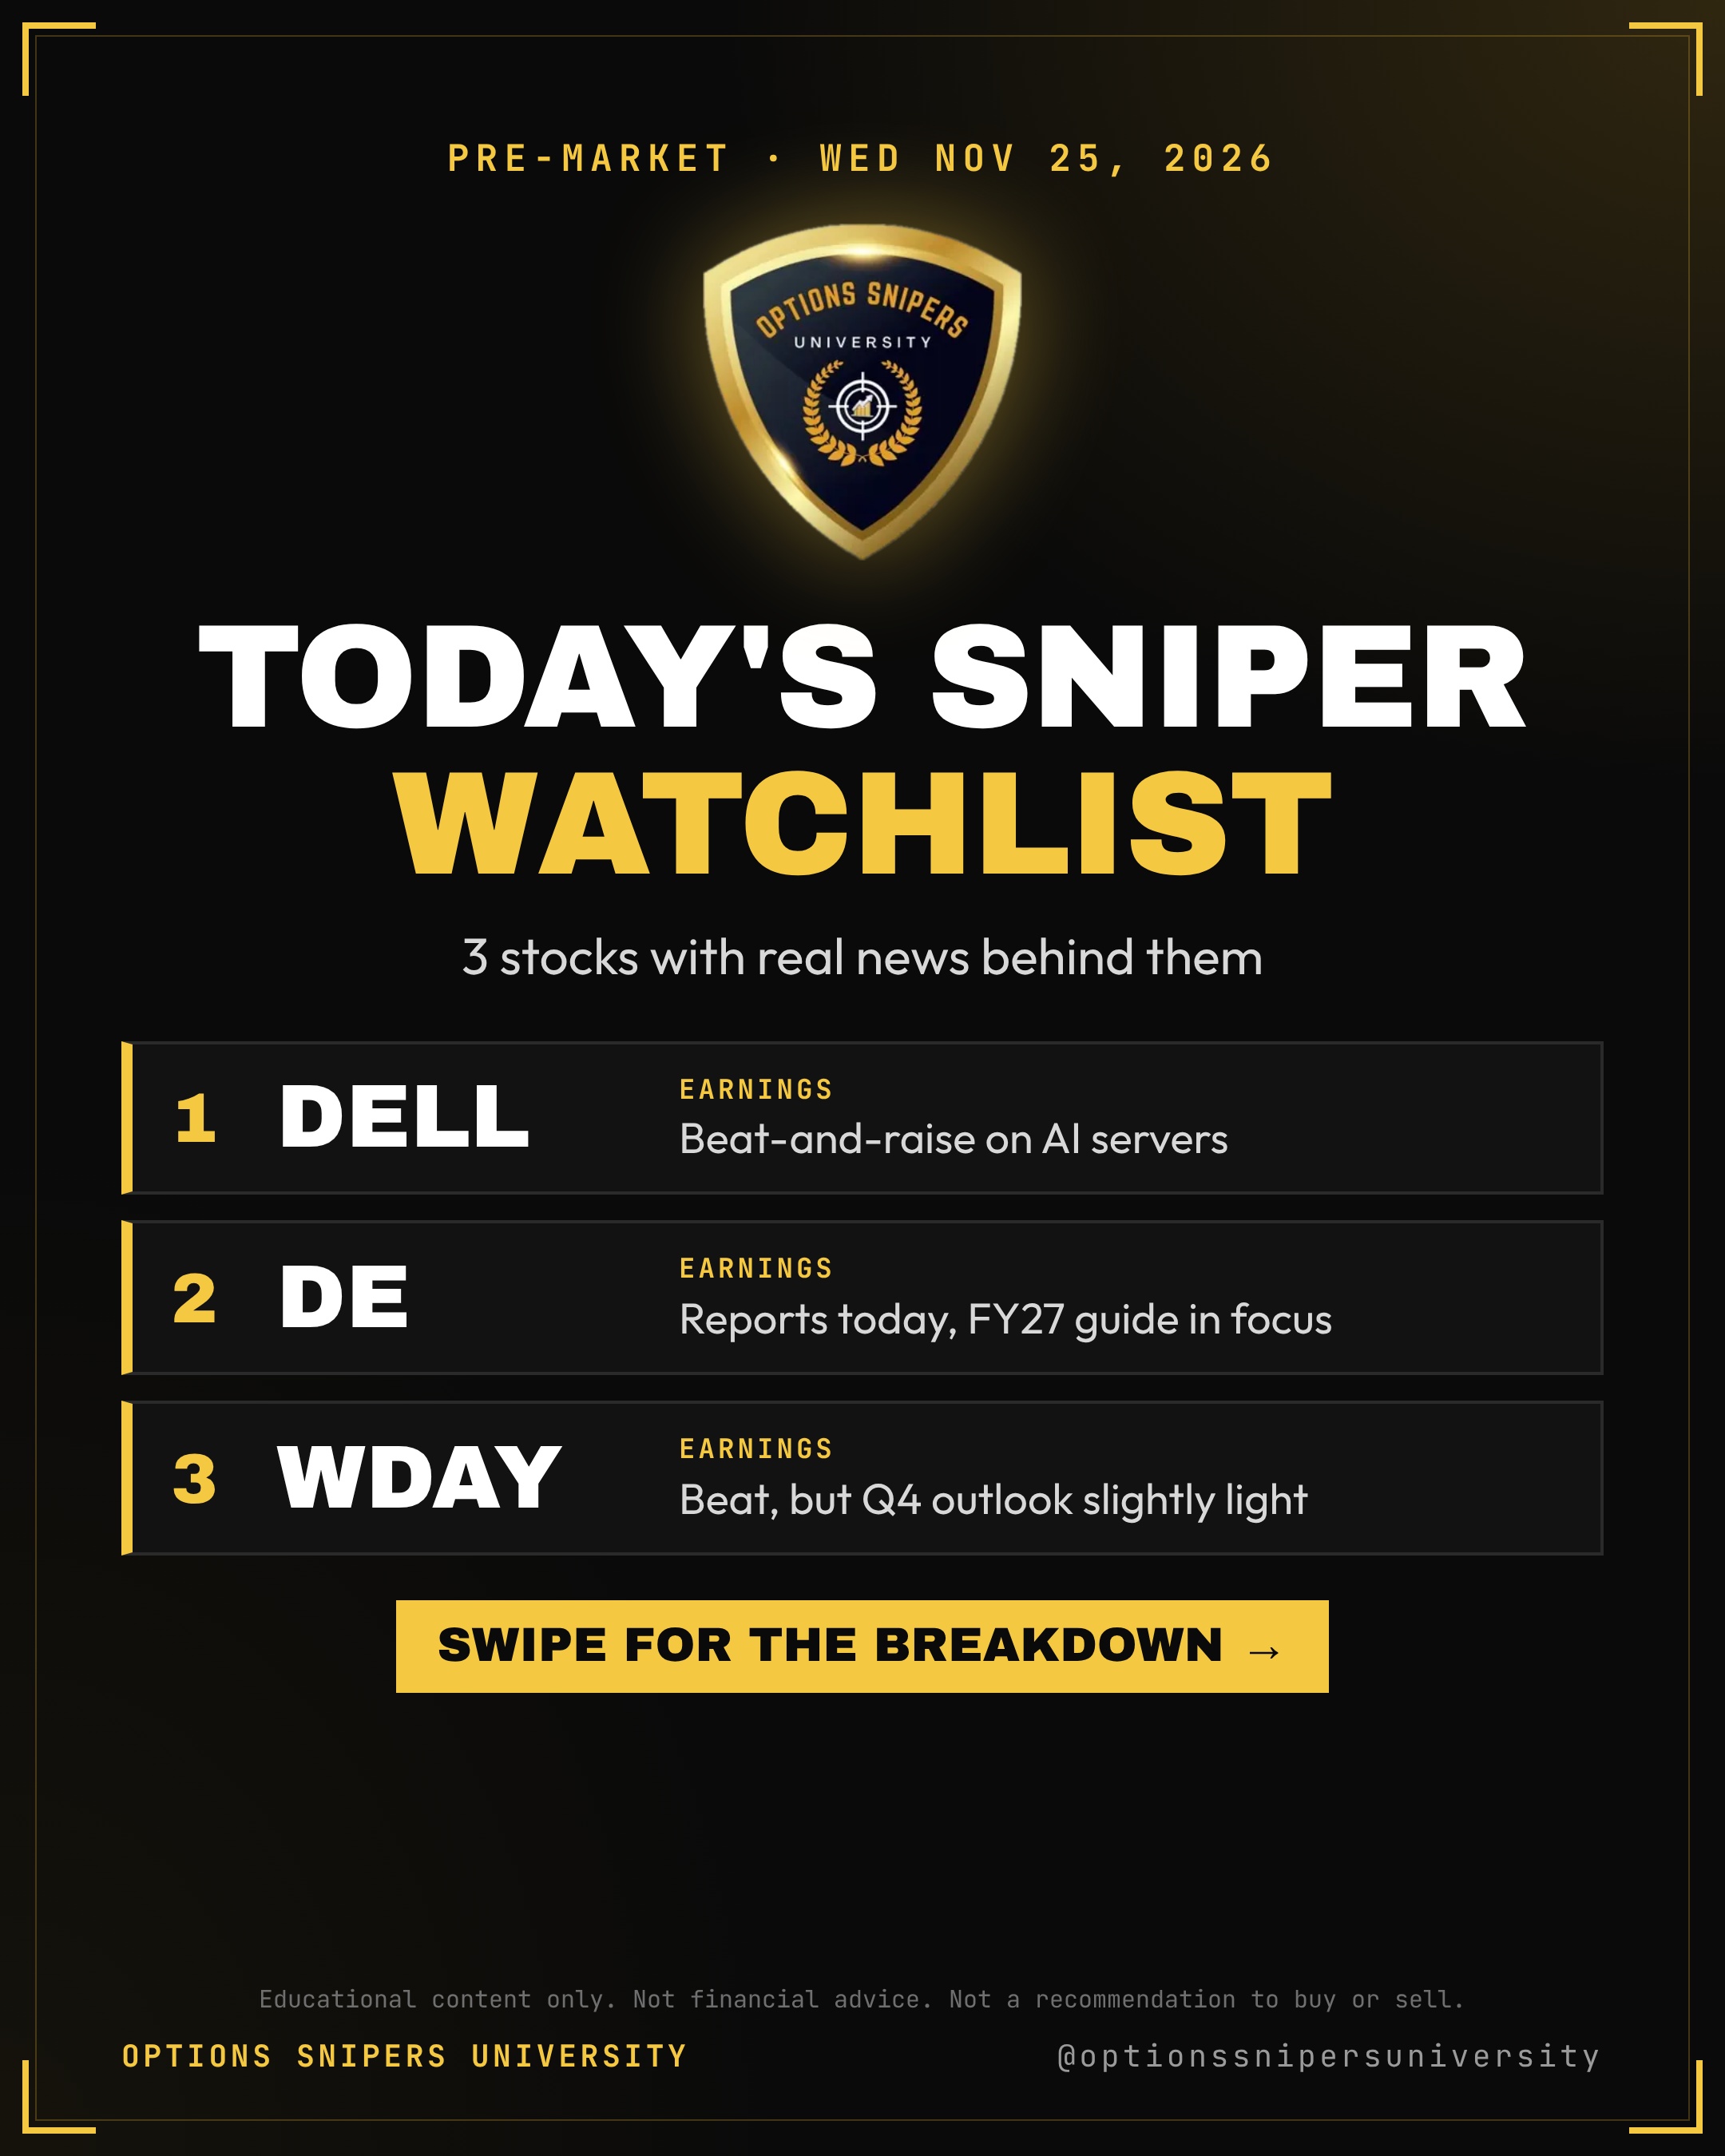 PRE-MARKET · WED NOV 25, 2026
OPTIONS SNIPERS
UNIVERSITY
TODAY'S SNIPER
WATCHLIST
3 stocks with real news behind them
1 DELL
EARNINGS
Beat-and-raise on AI servers
2 DE
EARNINGS
Reports today, FY27 guide in focus
3 WDAY
EARNINGS
Beat, but Q4 outlook slightly light
SWIPE FOR THE BREAKDOWN →
Educational content only. Not financial advice. Not a recommendation to buy or sell.
OPTIONS SNIPERS UNIVERSITY
@optionssnipersuniversity